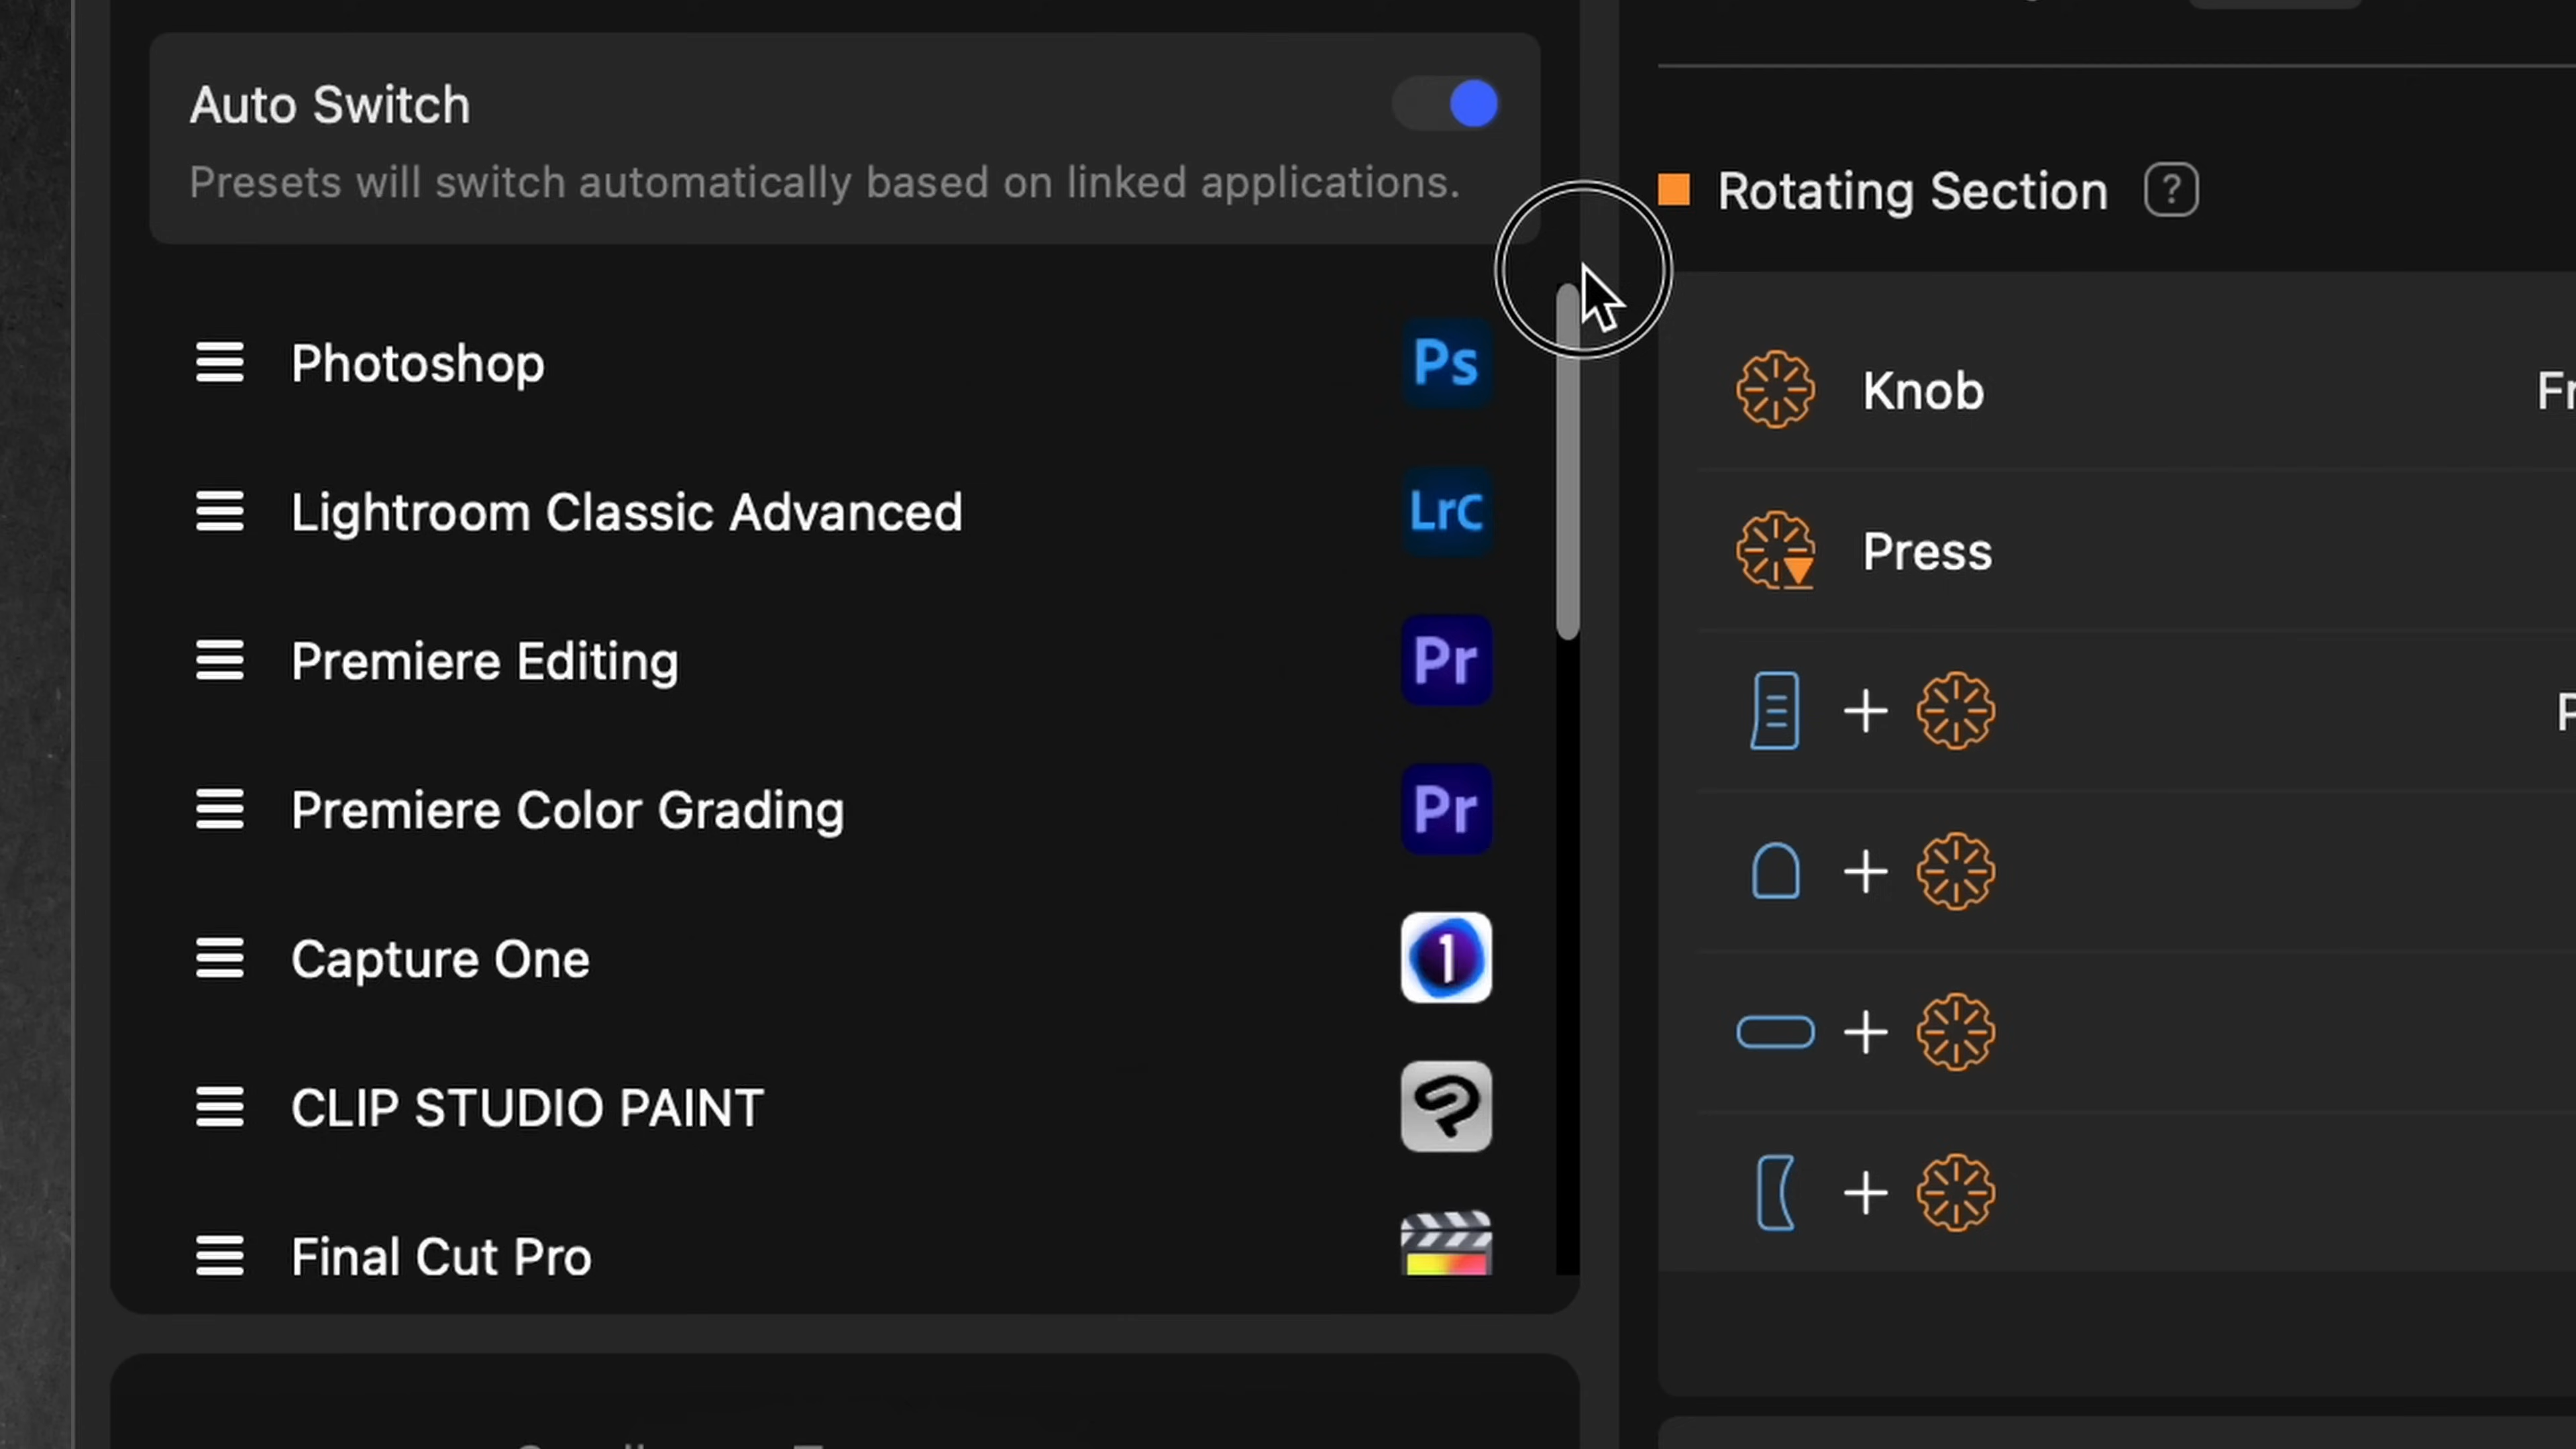 Auto Switch
Presets will switch automatically based on linked applications.
Photoshop
Ps
Lightroom Classic Advanced
LrC
Premiere Editing
Pr
Premiere Color Grading
Pr
Capture One
1
CLIP STUDIO PAINT
Final Cut Pro
Rotating Section ?
Knob
Press